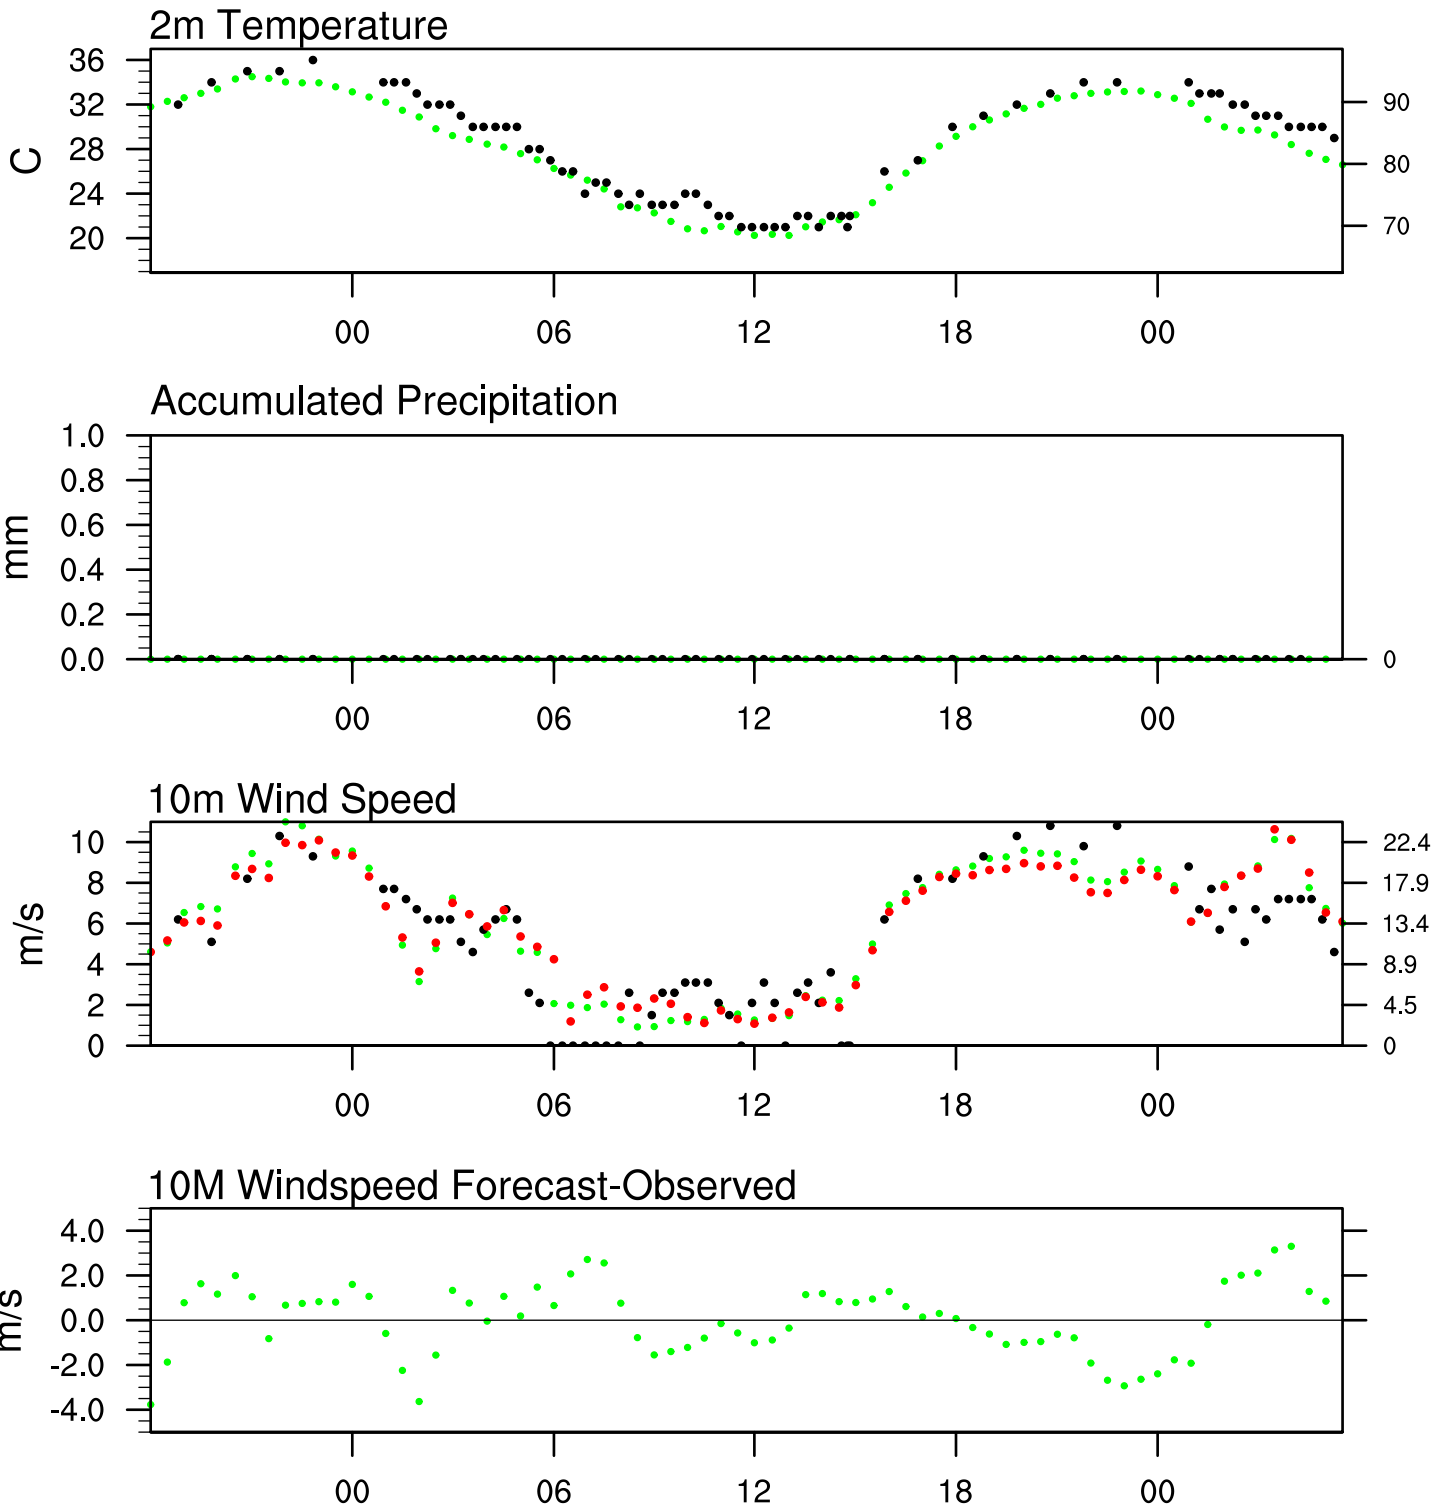 2m Temperature
36
32
28
24
20
C
90
80
70
00 06 12 18 00
Accumulated Precipitation
1.0
0.8
0.6
0.4
0.2
0.0
mm
0
00 06 12 18 00
10m Wind Speed
10
8
6
4
2
0
m/s
22.4
17.9
13.4
8.9
4.5
0
00 06 12 18 00
10M Windspeed Forecast-Observed
4.0
2.0
0.0
-2.0
-4.0
m/s
00 06 12 18 00